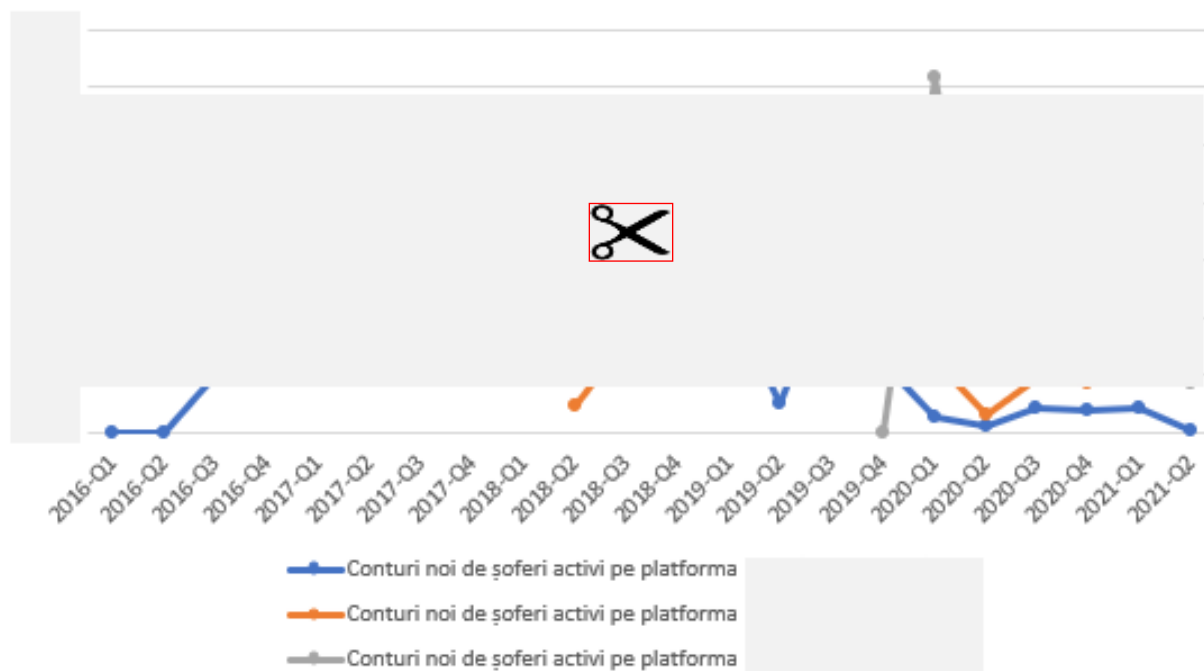 2016-Q1
2016-Q2
2016-Q3
2016-Q4
2017-Q1
2017-Q2
2017-Q3
2017-Q4
2018-Q1
2018-Q2
2018-Q3
2018-Q4
2019-Q1
2019-Q2
2019-Q3
2019-Q4
2020-Q1
2020-Q2
2020-Q3
2020-Q4
2021-Q1
2021-Q2
Conturi noi de șoferi activi pe platforma
Conturi noi de șoferi activi pe platforma
Conturi noi de șoferi activi pe platforma